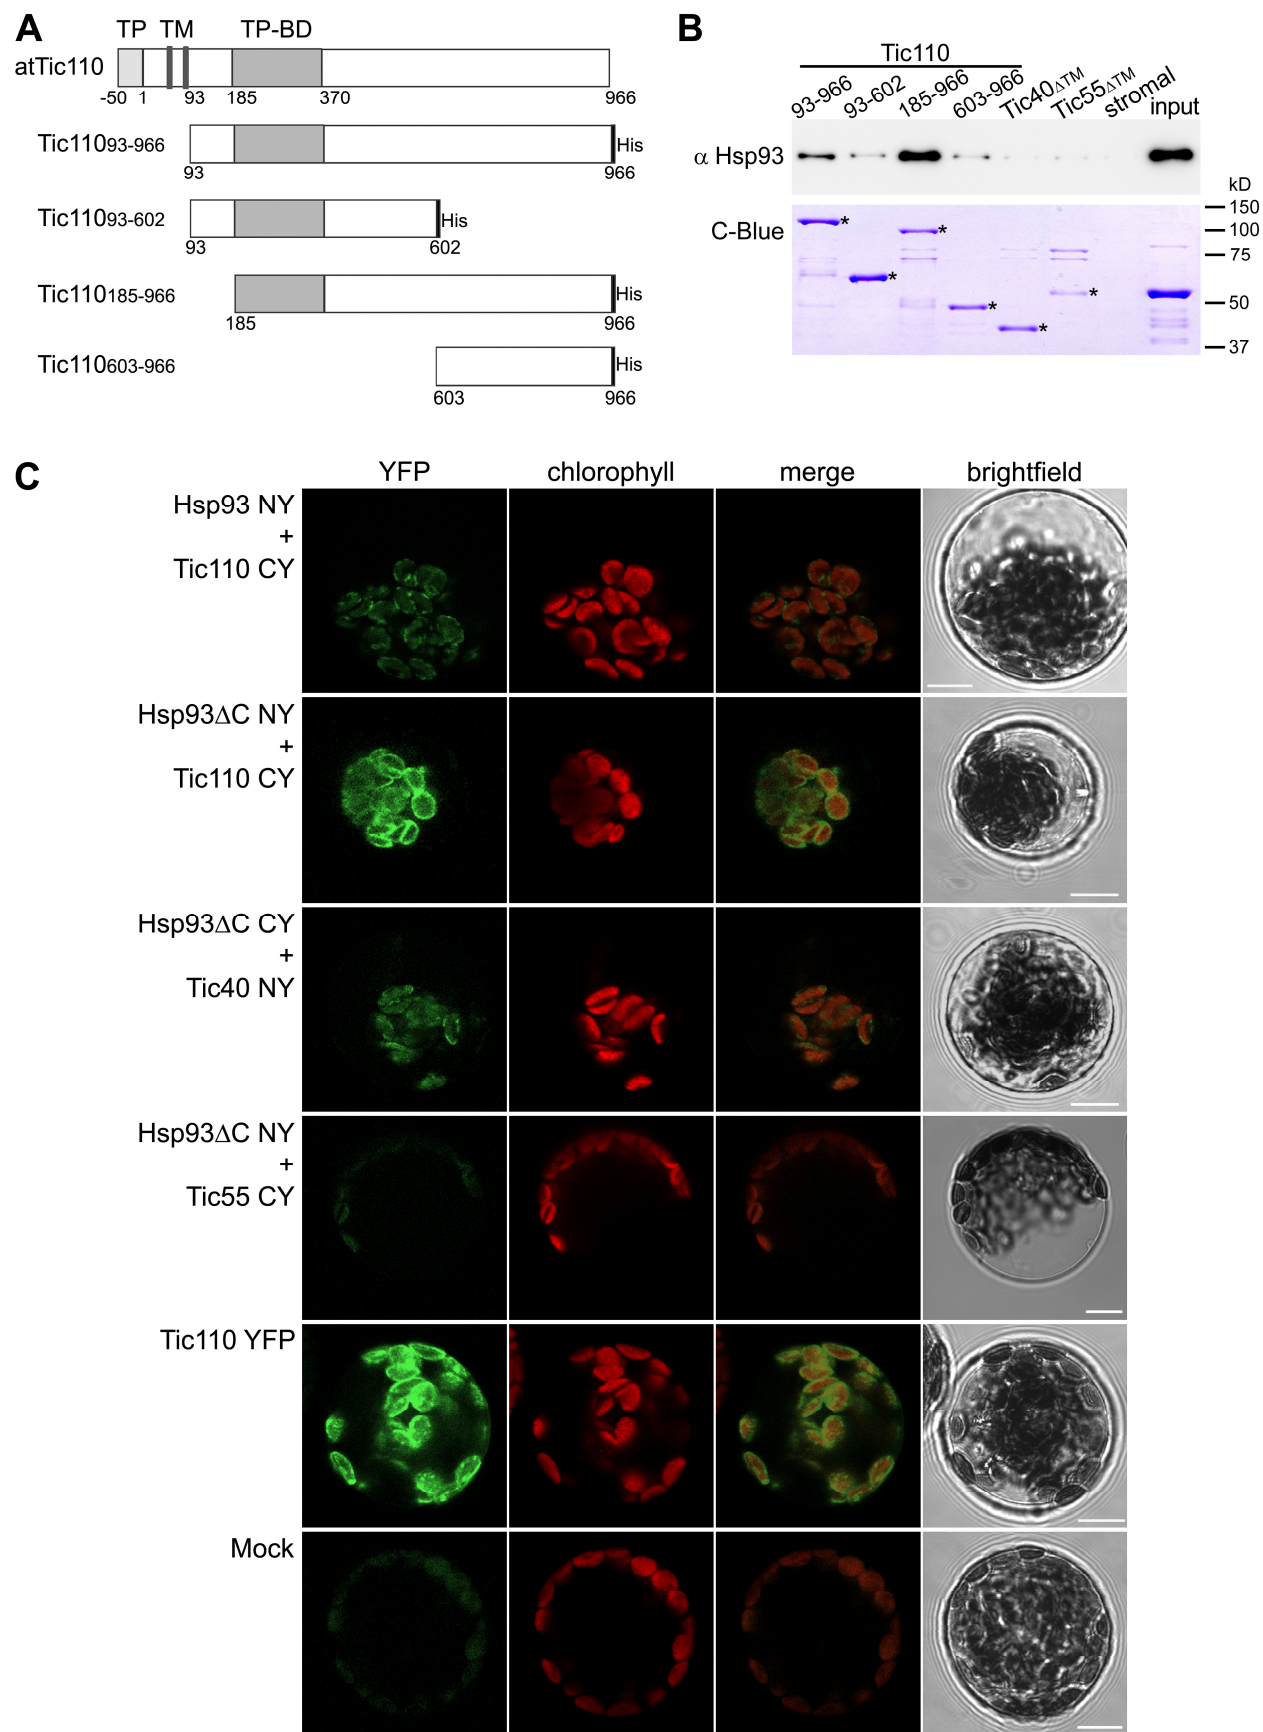 A
TP TM TP-BD
atTic110
-50 1 93 185 370 966
Tic11093-966
His
93 966
Tic11093-602
His
93 602
Tic110185-966
His
185 966
Tic110603-966
His
603 966
B
Tic110
93-966 93-602 185-966 603-966 Tic40ΔTM Tic55ΔTM stromal input
α Hsp93
kD
C-Blue
* * * * * *
150
100
75
50
37
C
YFP chlorophyll merge brightfield
Hsp93 NY
+
Tic110 CY
Hsp93ΔC NY
+
Tic110 CY
Hsp93ΔC CY
+
Tic40 NY
Hsp93ΔC NY
+
Tic55 CY
Tic110 YFP
Mock